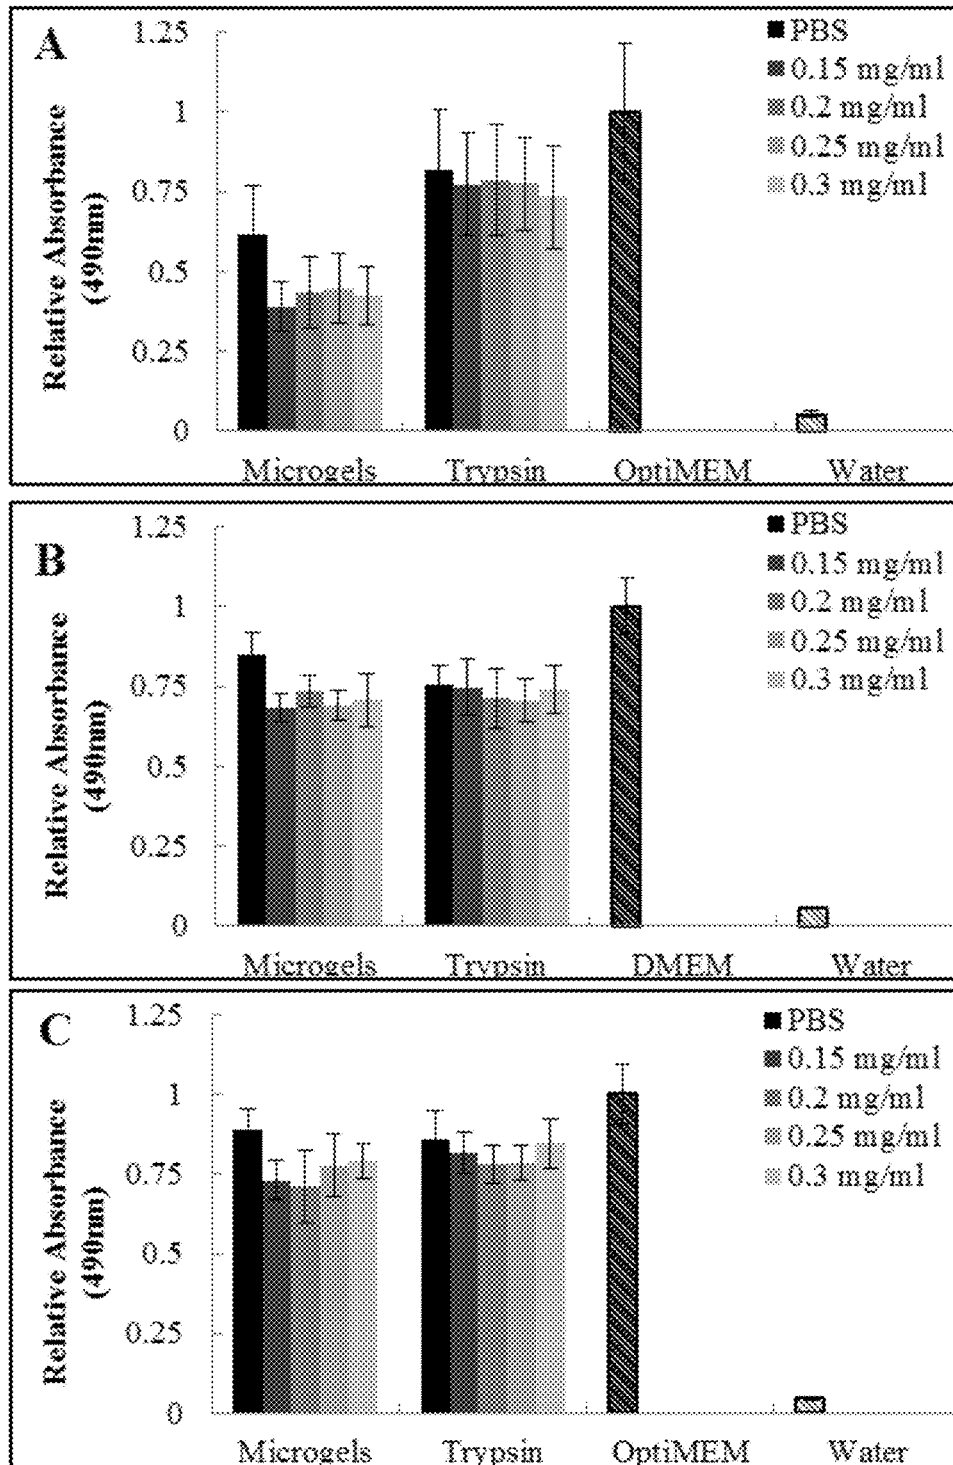 A
Relative Absorbance
(490nm)
1.25
1
0.75
0.5
0.25
0
PBS
0.15 mg/ml
0.2 mg/ml
0.25 mg/ml
0.3 mg/ml
Microgels Trypsin OptiMEM Water
B
Relative Absorbance
(490nm)
1.25
1
0.75
0.5
0.25
0
PBS
0.15 mg/ml
0.2 mg/ml
0.25 mg/ml
0.3 mg/ml
Microgels Trypsin DMEM Water
C
Relative Absorbance
(490nm)
1.25
1
0.75
0.5
0.25
0
PBS
0.15 mg/ml
0.2 mg/ml
0.25 mg/ml
0.3 mg/ml
Microgels Trypsin OptiMEM Water